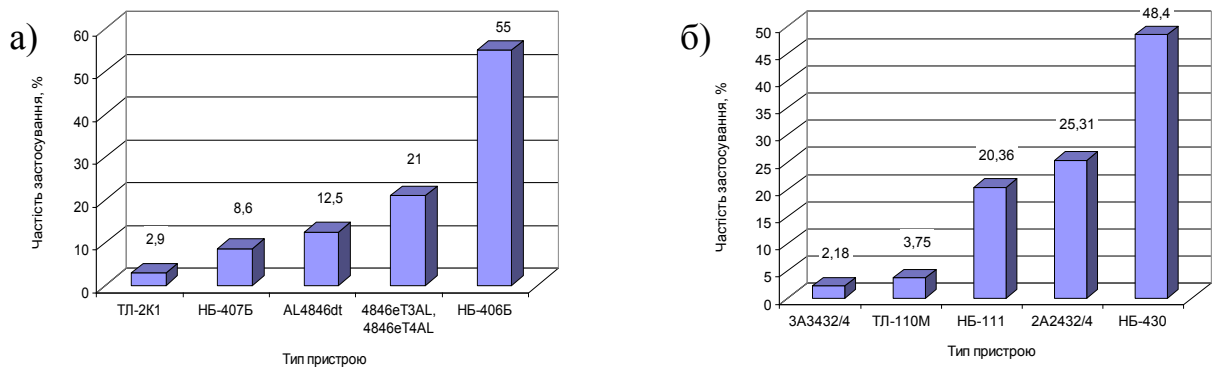 а)
Частість застосування, %
60
50
40
30
20
10
0
2,9
8,6
12,5
21
55
ТЛ-2К1
НБ-407Б
AL4846dt
4846eT3AL,
4846eT4AL
НБ-406Б
Тип пристрою
б)
Частість застосування, %
50
45
40
35
30
25
20
15
10
5
0
2,18
3,75
20,36
25,31
48,4
3А3432/4
ТЛ-110М
НБ-111
2А2432/4
НБ-430
Тип пристрою